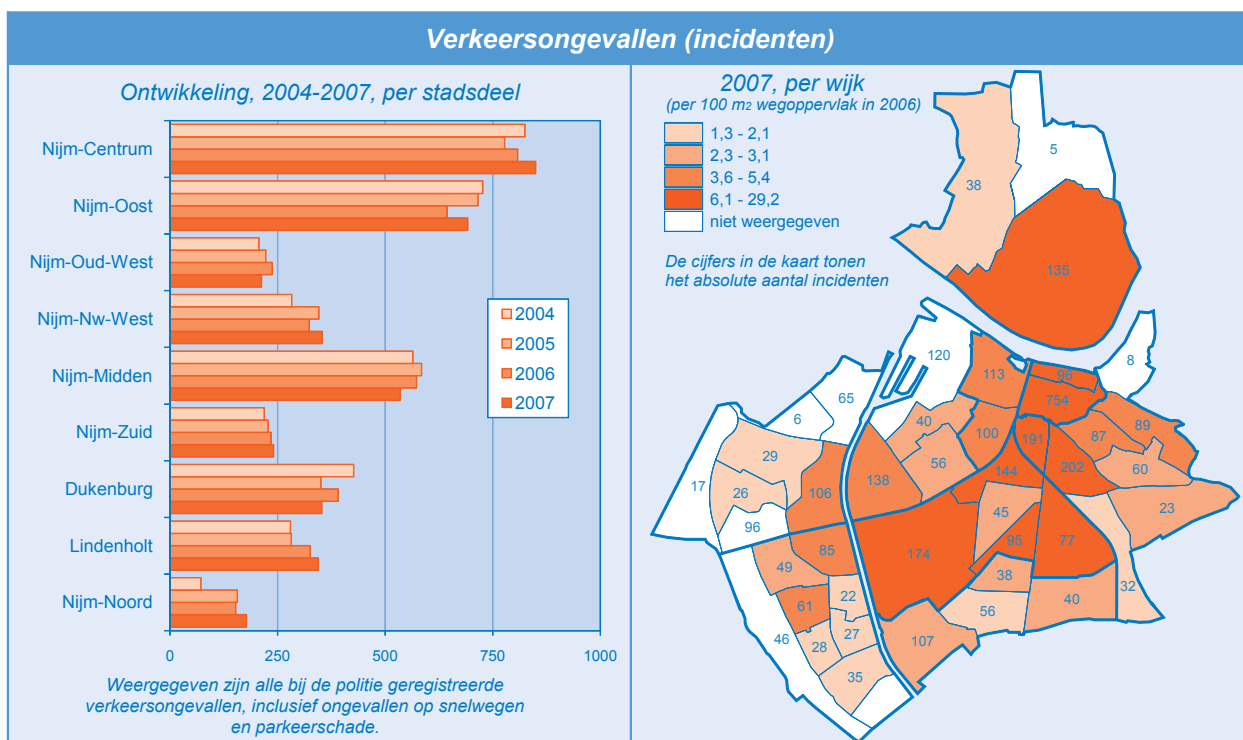 Verkeersongevallen (incidenten)
Ontwikkeling, 2004-2007, per stadsdeel
Nijm-Centrum
Nijm-Oost
Nijm-Oud-West
Nijm-Nw-West
Nijm-Midden
Nijm-Zuid
Dukenburg
Lindenholt
Nijm-Noord
2004
2005
2006
2007
0 250 500 750 1000
Weergegeven zijn alle bij de politie geregistreerde
verkeersongevallen, inclusief ongevallen op snelwegen
en parkeerschade.
2007, per wijk
(per 100 m2 wegoppervlak in 2006)
1,3 - 2,1
2,3 - 3,1
3,6 - 5,4
6,1 - 29,2
niet weergegeven
De cijfers in de kaart tonen
het absolute aantal incidenten
5
38
135
120
8
113
96
65
754
6
40
89
100
191
87
29
56
60
144
202
17
138
26
106
23
96
45
95
77
174
85
49
38
32
22
40
61
56
27
46
28
107
35